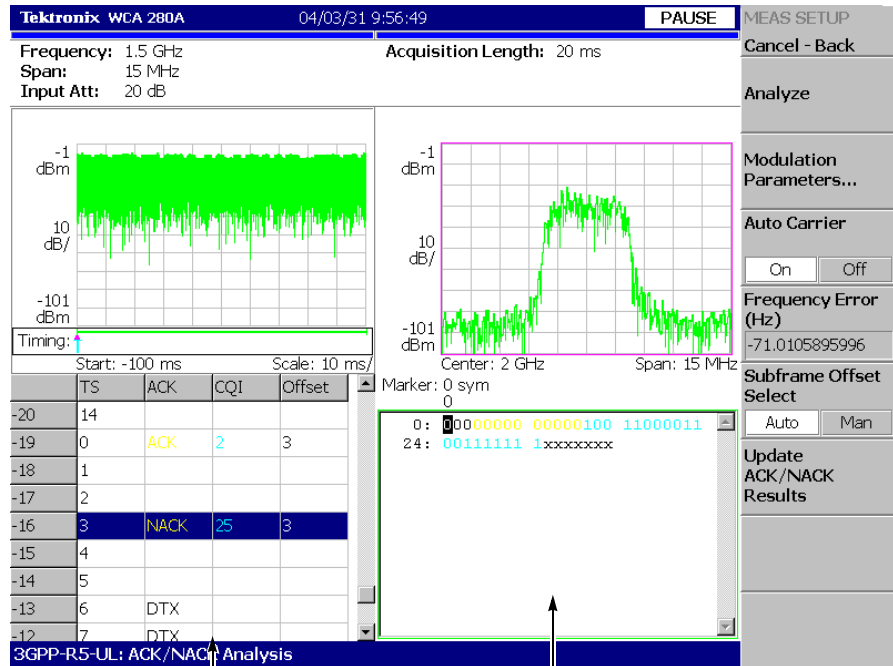 Tektronix WCA 280A 04/03/31 9:56:49 PAUSE
Frequency: 1.5 GHz
Span: 15 MHz
Input Att: 20 dB
Acquisition Length: 20 ms
-1
dBm
10
dB/
-101
dBm
Timing:
Start: -100 ms Scale: 10 ms/
-1
dBm
10
dB/
-101
dBm
Center: 2 GHz Span: 15 MHz
TS ACK CQI Offset
-20 14
-19 0 ACK 2 3
-18 1
-17 2
-16 3 NACK 25 3
-15 4
-14 5
-13 6 DTX
-12 7 DTX
Marker: 0 sym
0
0: 00000000 00000100 11000011
24: 00111111 1xxxxxxx
3GPP-R5-UL: ACK/NACK Analysis
MEAS SETUP
Cancel - Back
Analyze
Modulation
Parameters...
Auto Carrier
On Off
Frequency Error
(Hz)
-71.0105895996
Subframe Offset
Select
Auto Man
Update
ACK/NACK
Results